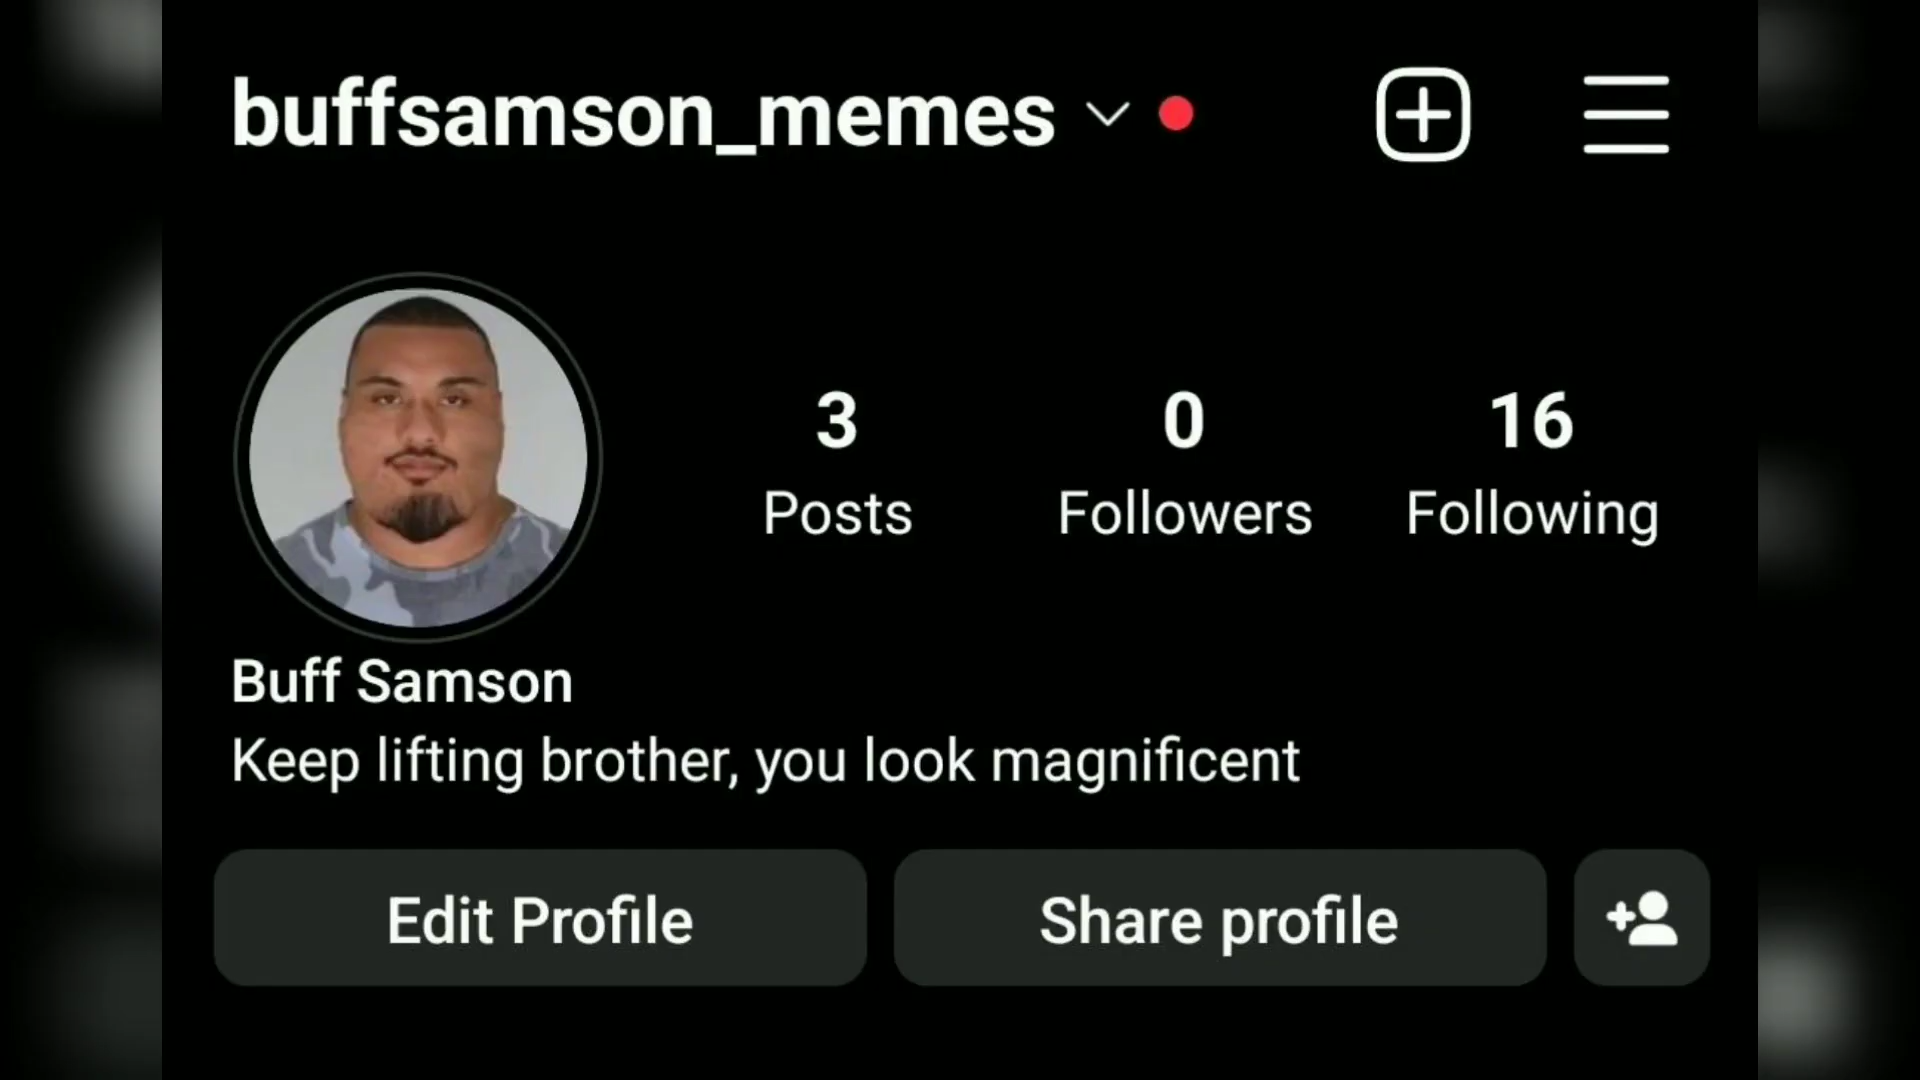 buffsamson_memes
3 0 16
Posts Followers Following
Buff Samson
Keep lifting brother, you look magnificent
Edit Profile Share profile